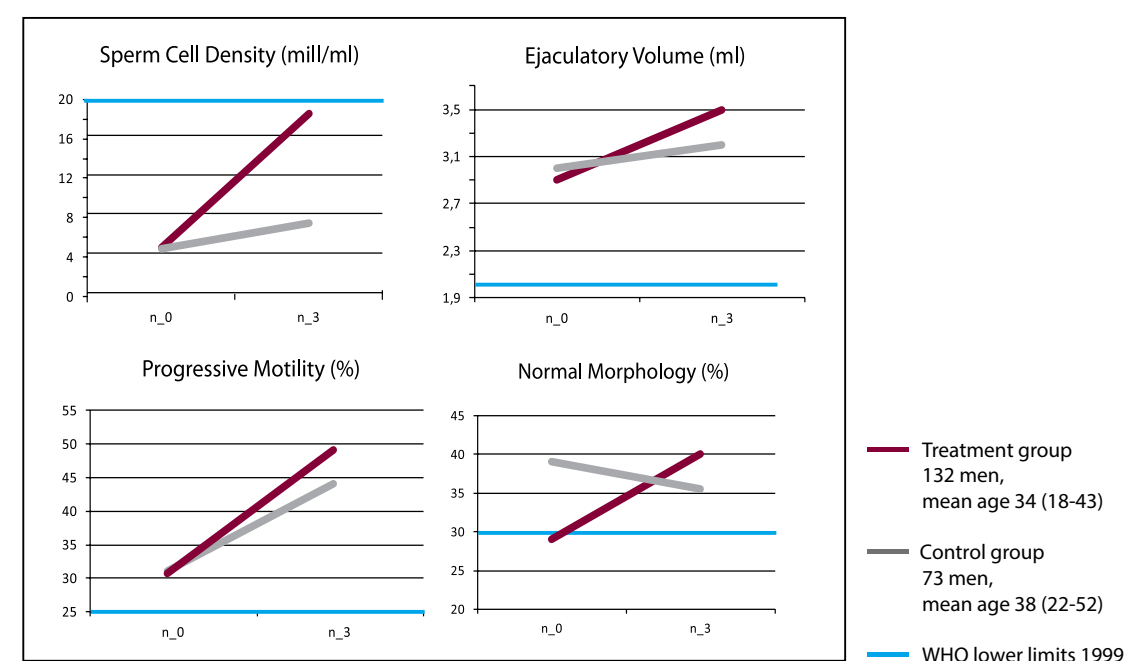 Sperm Cell Density (mill/ml)
20
16
12
8
4
0
n_0 n_3
Ejaculatory Volume (ml)
3,5
3,1
2,7
2,3
1,9
n_0 n_3
Progressive Motility (%)
55
50
45
40
35
30
25
n_0 n_3
Normal Morphology (%)
45
40
35
30
25
20
n_0 n_3
Treatment group
132 men,
mean age 34 (18-43)
Control group
73 men,
mean age 38 (22-52)
WHO lower limits 1999